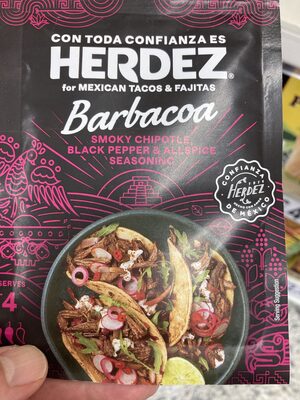 CON TODA CONFIANZA ES
HERDEZ®
for MEXICAN TACOS & FAJITAS
Barbacoa
SMOKY CHIPOTLE,
BLACK PEPPER & ALLSPICE
SEASONING
CONFIANZA
HERDEZ
DE MÉXICO
SERVES
4
Serving Suggestion